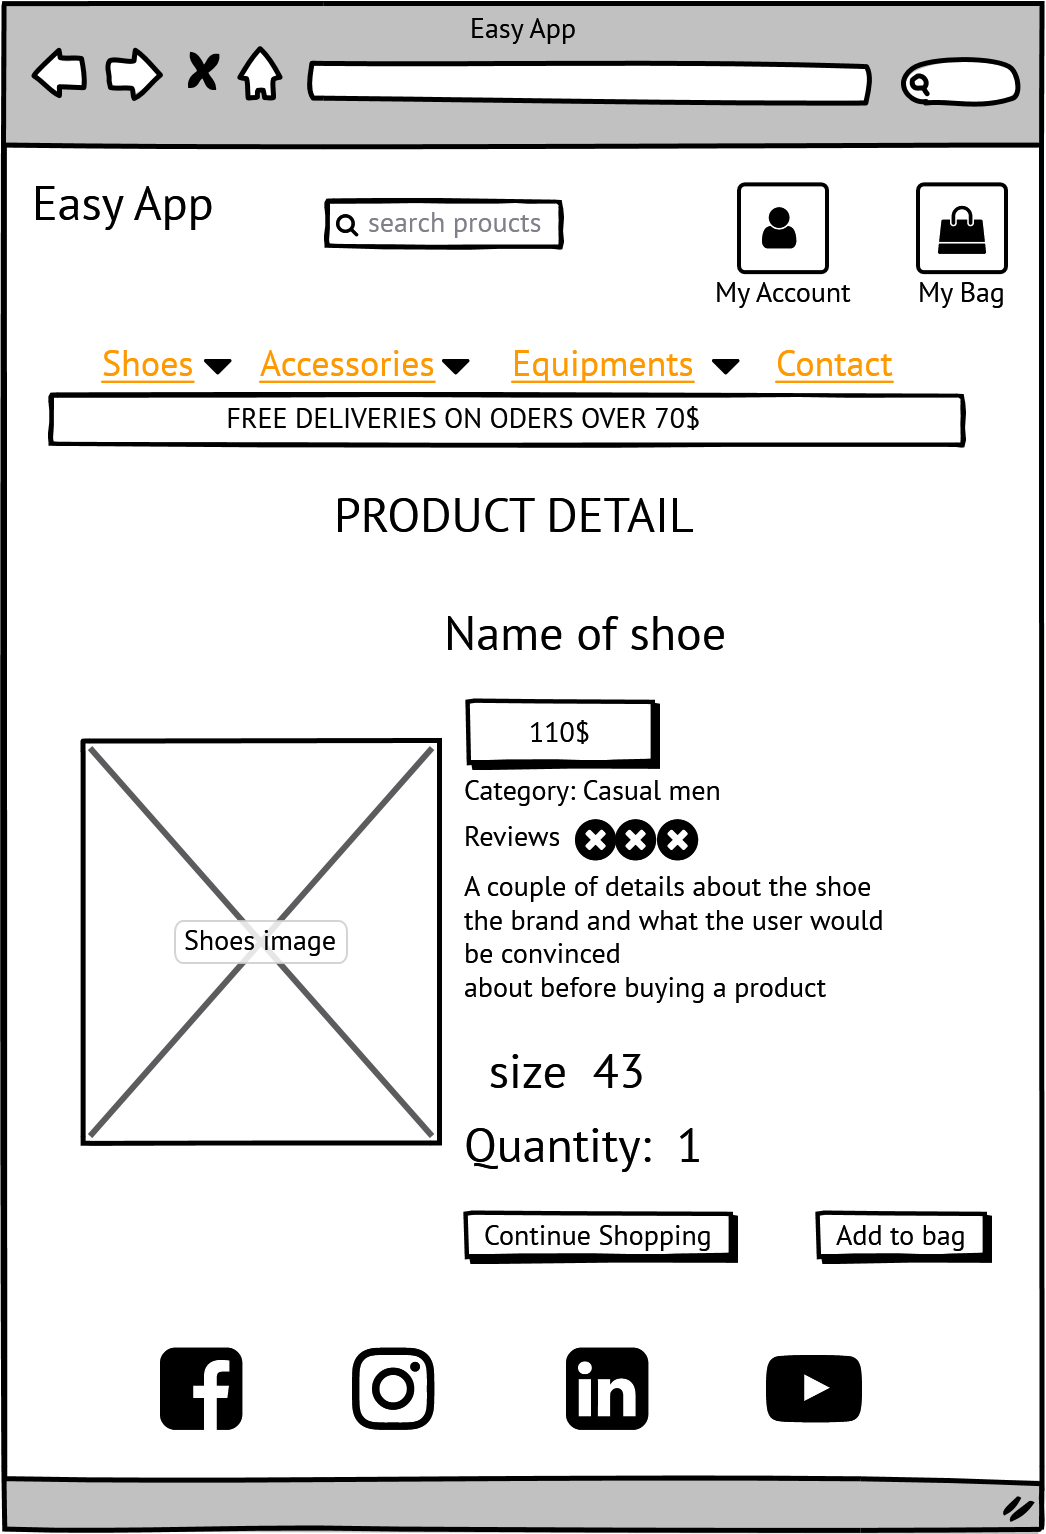 Easy App
Easy App
search proucts
My Account
My Bag
Shoes
Accessories
Equipments
Contact
FREE DELIVERIES ON ODERS OVER 70$
PRODUCT DETAIL
Name of shoe
110$
Category: Casual men
Reviews
A couple of details about the shoe
the brand and what the user would
be convinced
about before buying a product
Shoes image
size 43
Quantity: 1
Continue Shopping
Add to bag